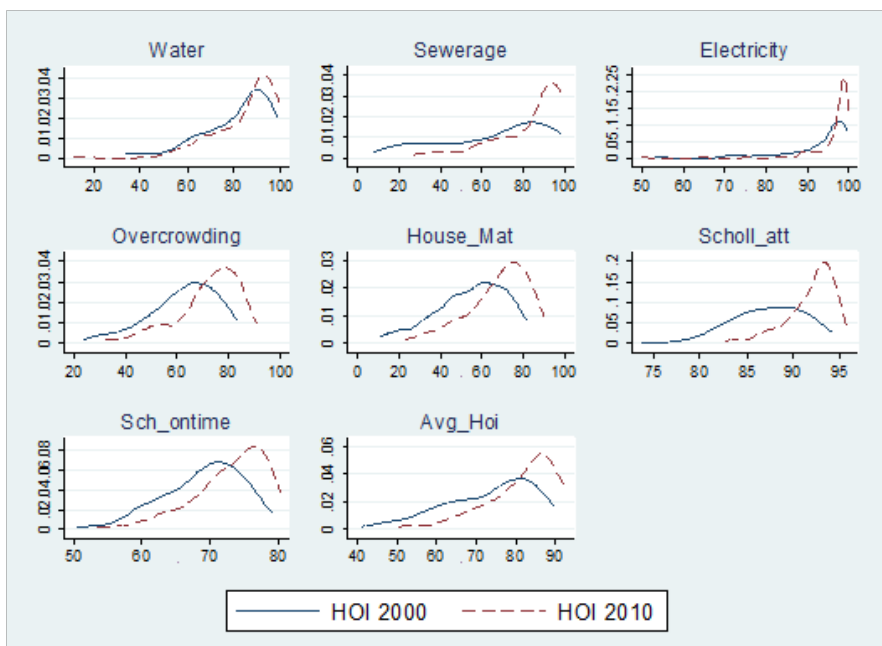 Water Sewerage Electricity
0 .01.02.03.04 0 .01.02.03.04 0 .05.1.15.2.25
20 40 60 80 100 0 20 40 60 80 100 50 60 70 80 90 100
Overcrowding House_Mat Scholl_att
0 .01.02.03.04 0 .01 .02 .03 0 .05 .1 .15 .2
20 40 60 80 100 0 20 40 60 80 100 75 80 85 90 95
Sch_ontime Avg_Hoi
0 .02.04.06.08 0 .02 .04 .06
50 60 70 80 40 50 60 70 80 90
HOI 2000 HOI 2010